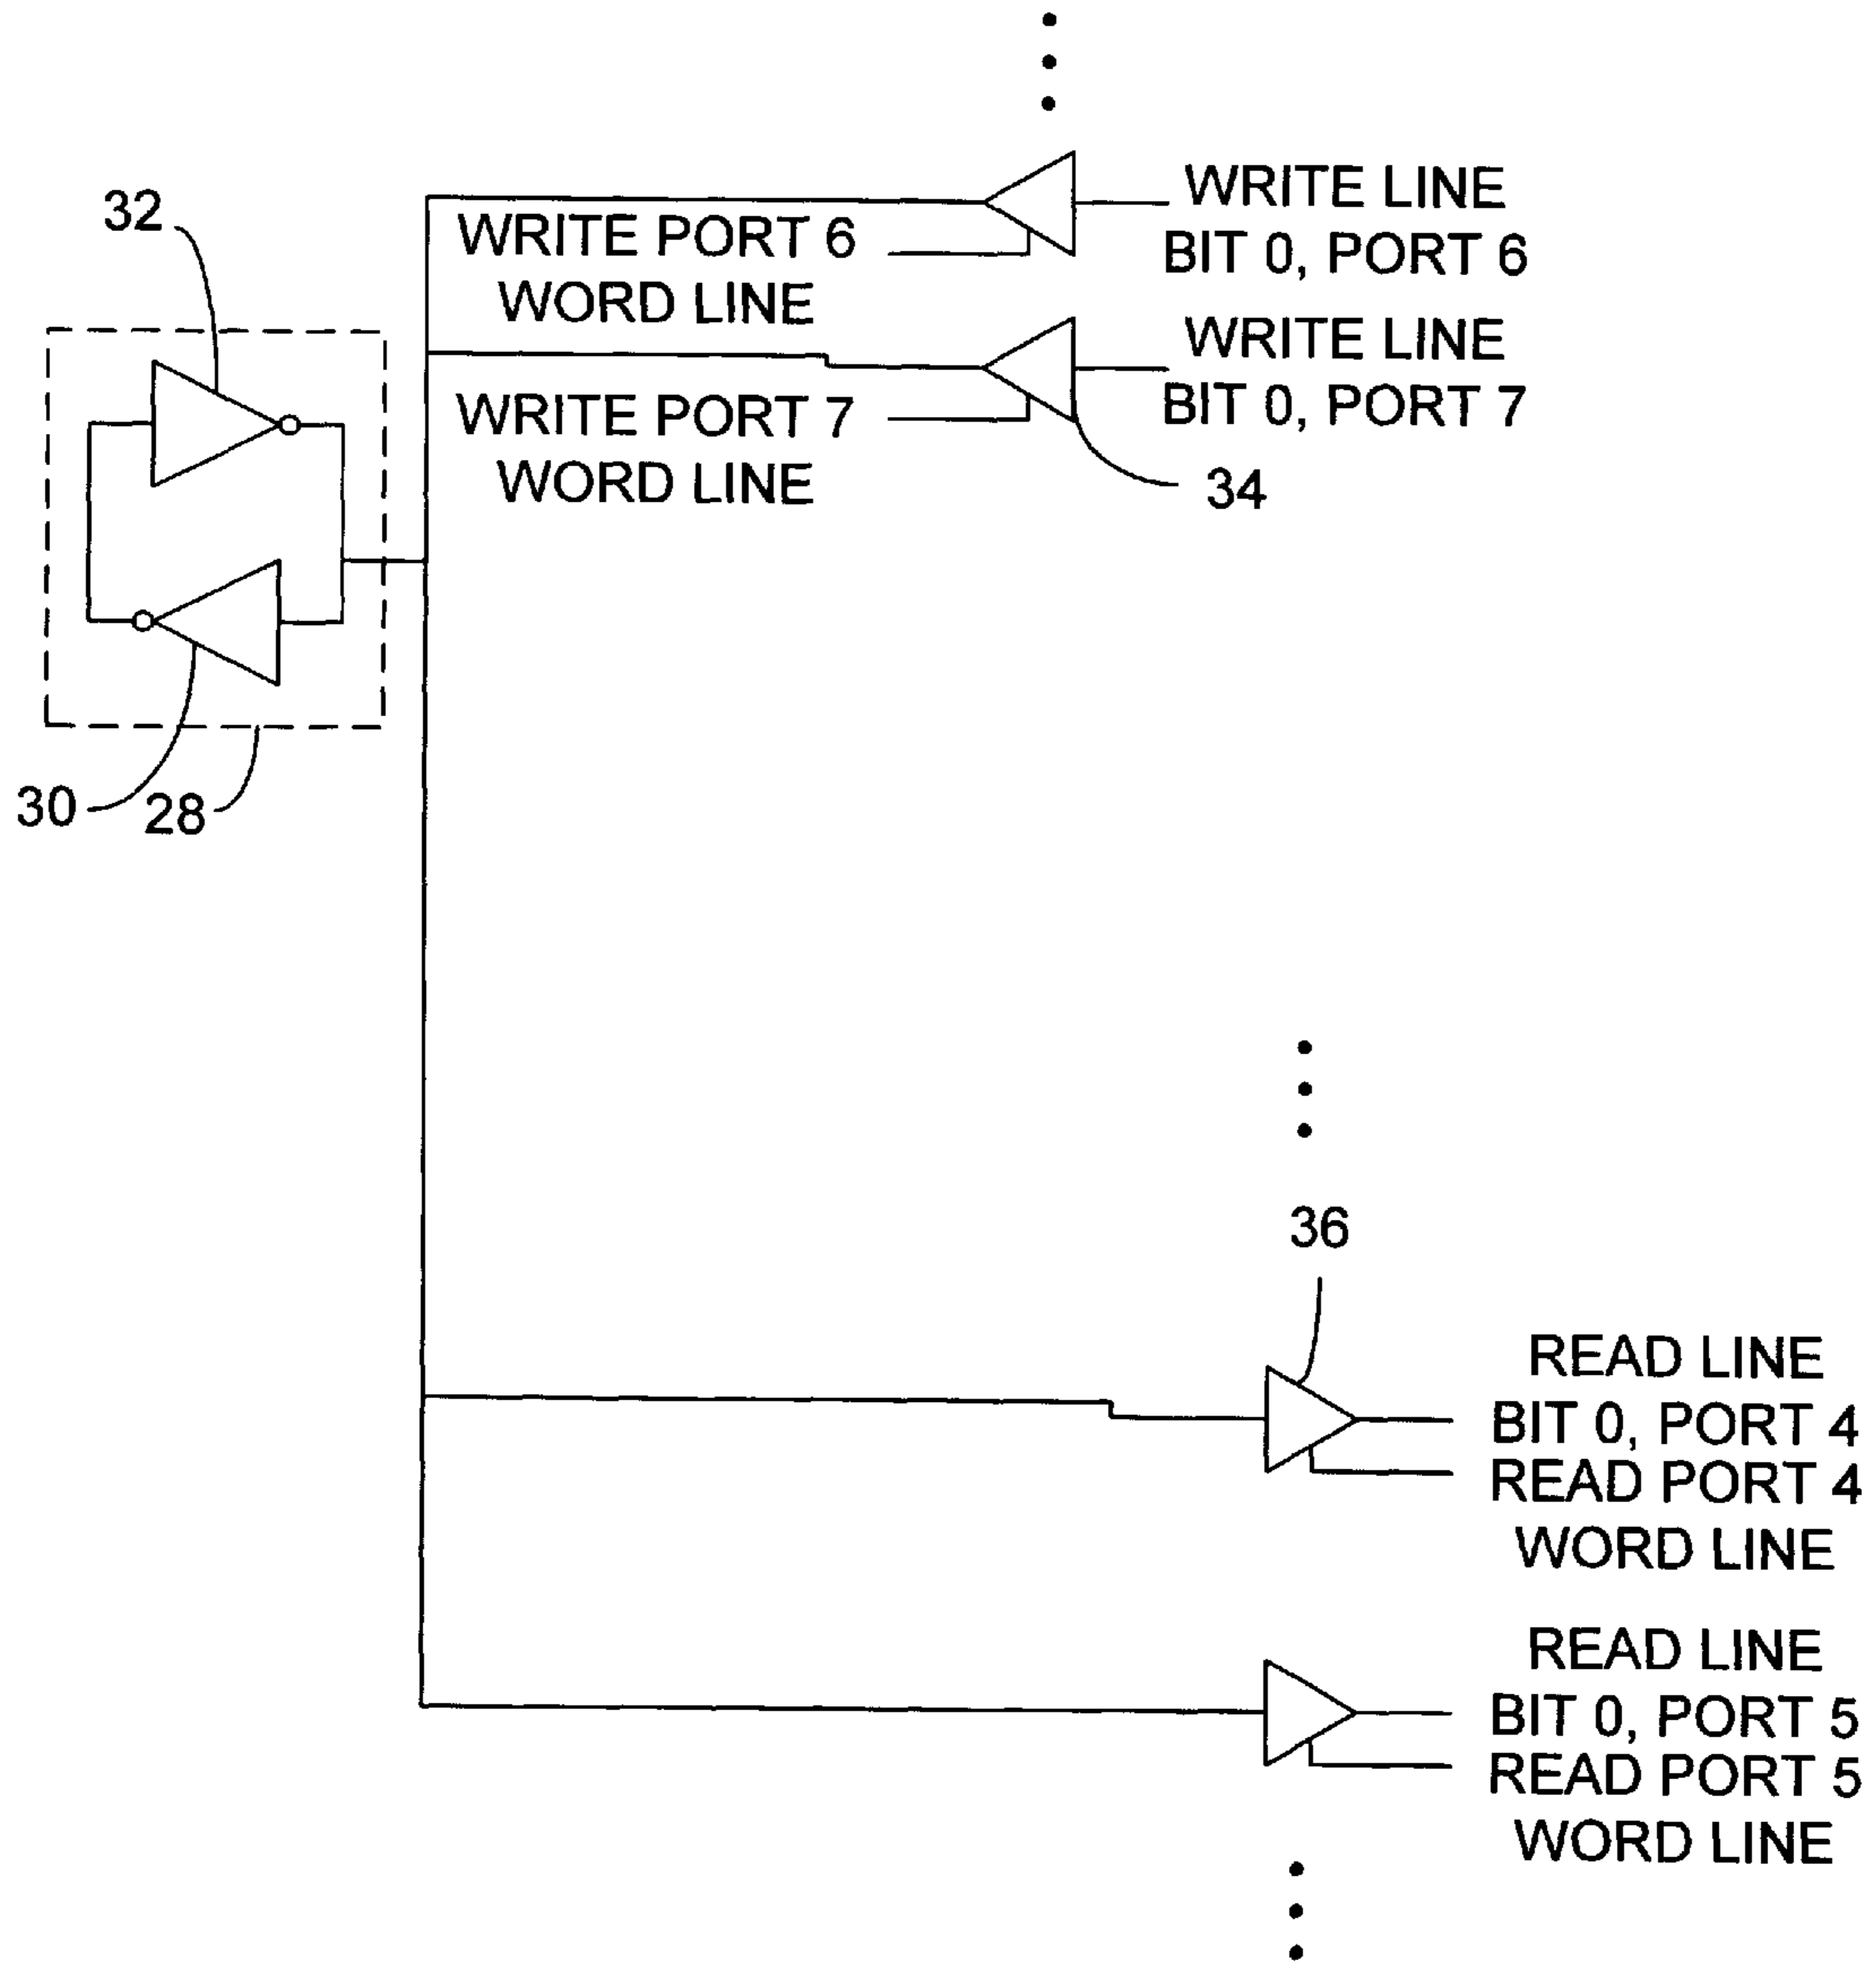 32
WRITE PORT 6
WORD LINE
WRITE LINE
BIT 0, PORT 6
WRITE PORT 7
WORD LINE
WRITE LINE
BIT 0, PORT 7
34
30
28
36
READ LINE
BIT 0, PORT 4
READ PORT 4
WORD LINE
READ LINE
BIT 0, PORT 5
READ PORT 5
WORD LINE